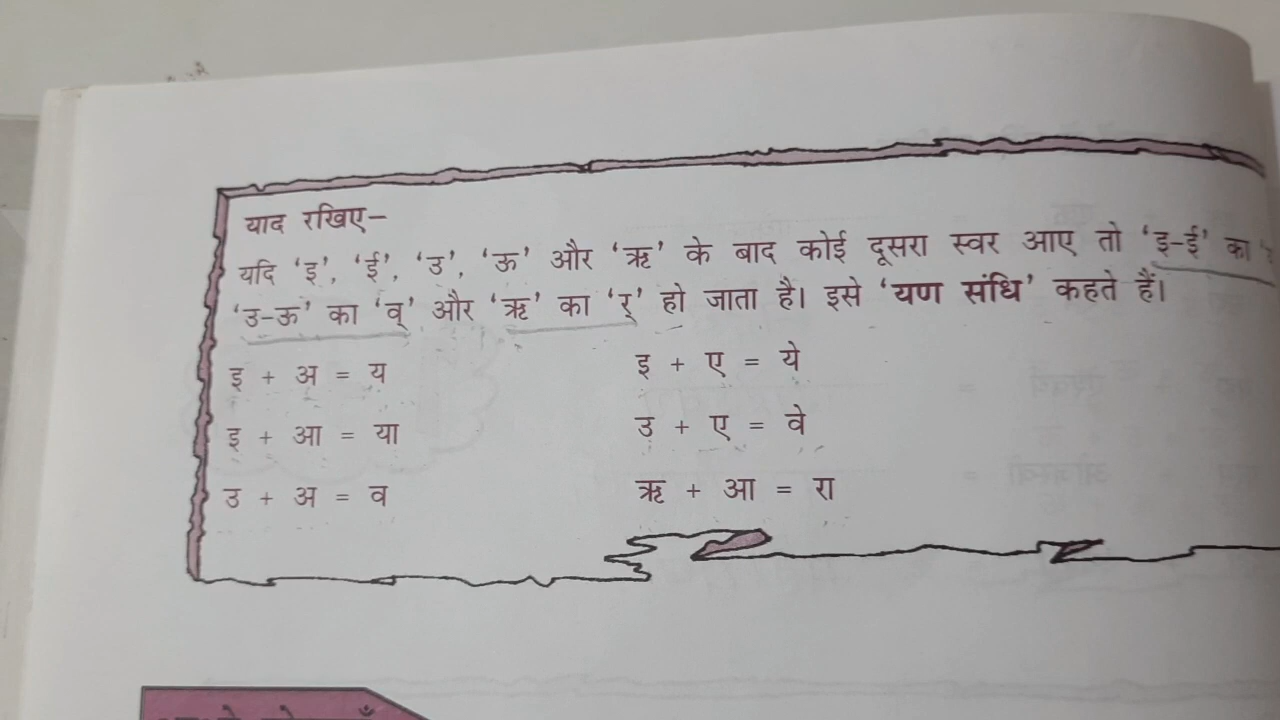 याद रखिए–
यदि ‘इ’, ‘ई’, ‘उ’, ‘ऊ’ और ‘ऋ’ के बाद कोई दूसरा स्वर आए तो ‘इ-ई’ का
‘उ-ऊ’ का ‘व्’ और ‘ऋ’ का ‘र्’ हो जाता है। इसे ‘यण संधि’ कहते हैं।
इ + अ = य इ + ए = ये
इ + आ = या उ + ए = वे
उ + अ = व ऋ + आ = रा